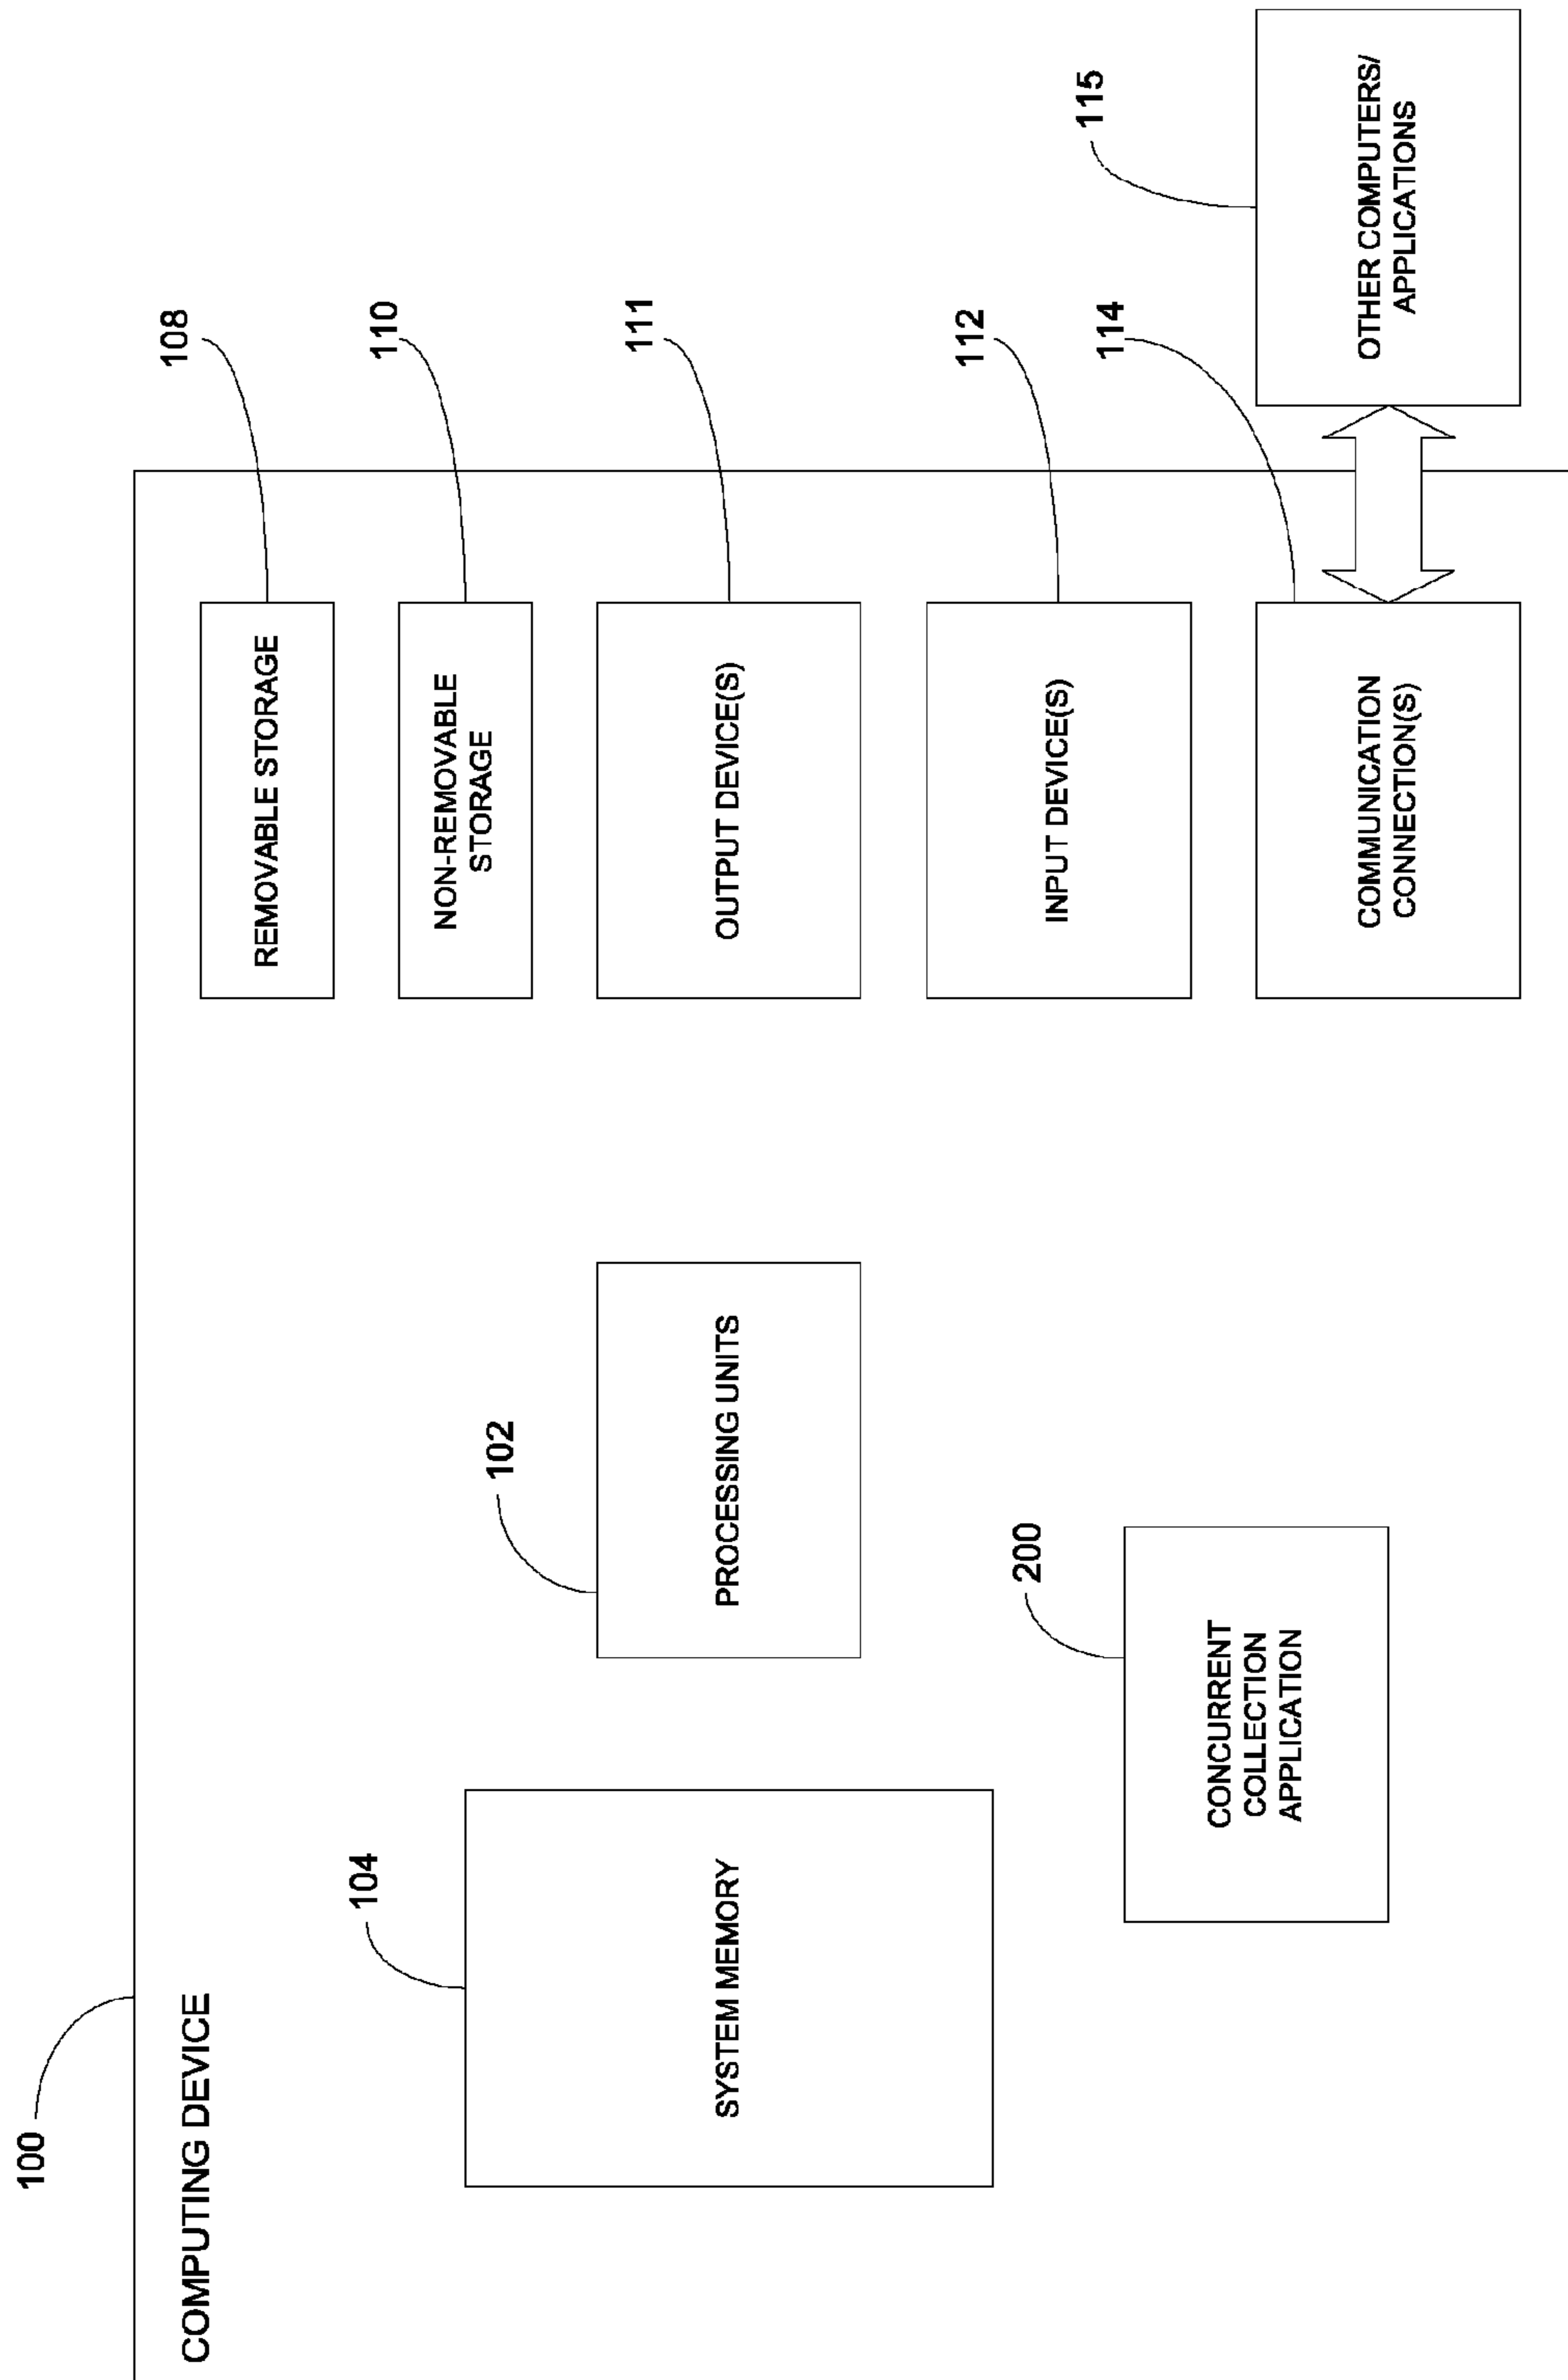 100
COMPUTING DEVICE
104
SYSTEM MEMORY
102
PROCESSING UNITS
200
CONCURRENT
COLLECTION
APPLICATION
108
REMOVABLE STORAGE
110
NON-REMOVABLE
STORAGE
111
OUTPUT DEVICE(S)
112
INPUT DEVICE(S)
114
COMMUNICATION
CONNECTION(S)
115
OTHER COMPUTERS/
APPLICATIONS